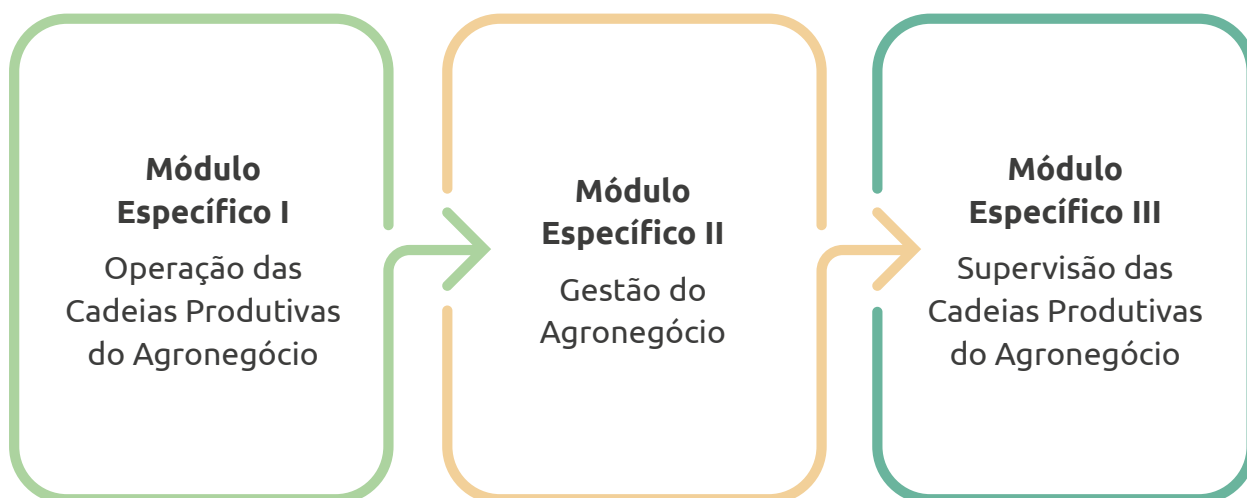 Módulo
Específico I
Operação das
Cadeias Produtivas
do Agronegócio
Módulo
Específico II
Gestão do
Agronegócio
Módulo
Específico III
Supervisão das
Cadeias Produtivas
do Agronegócio